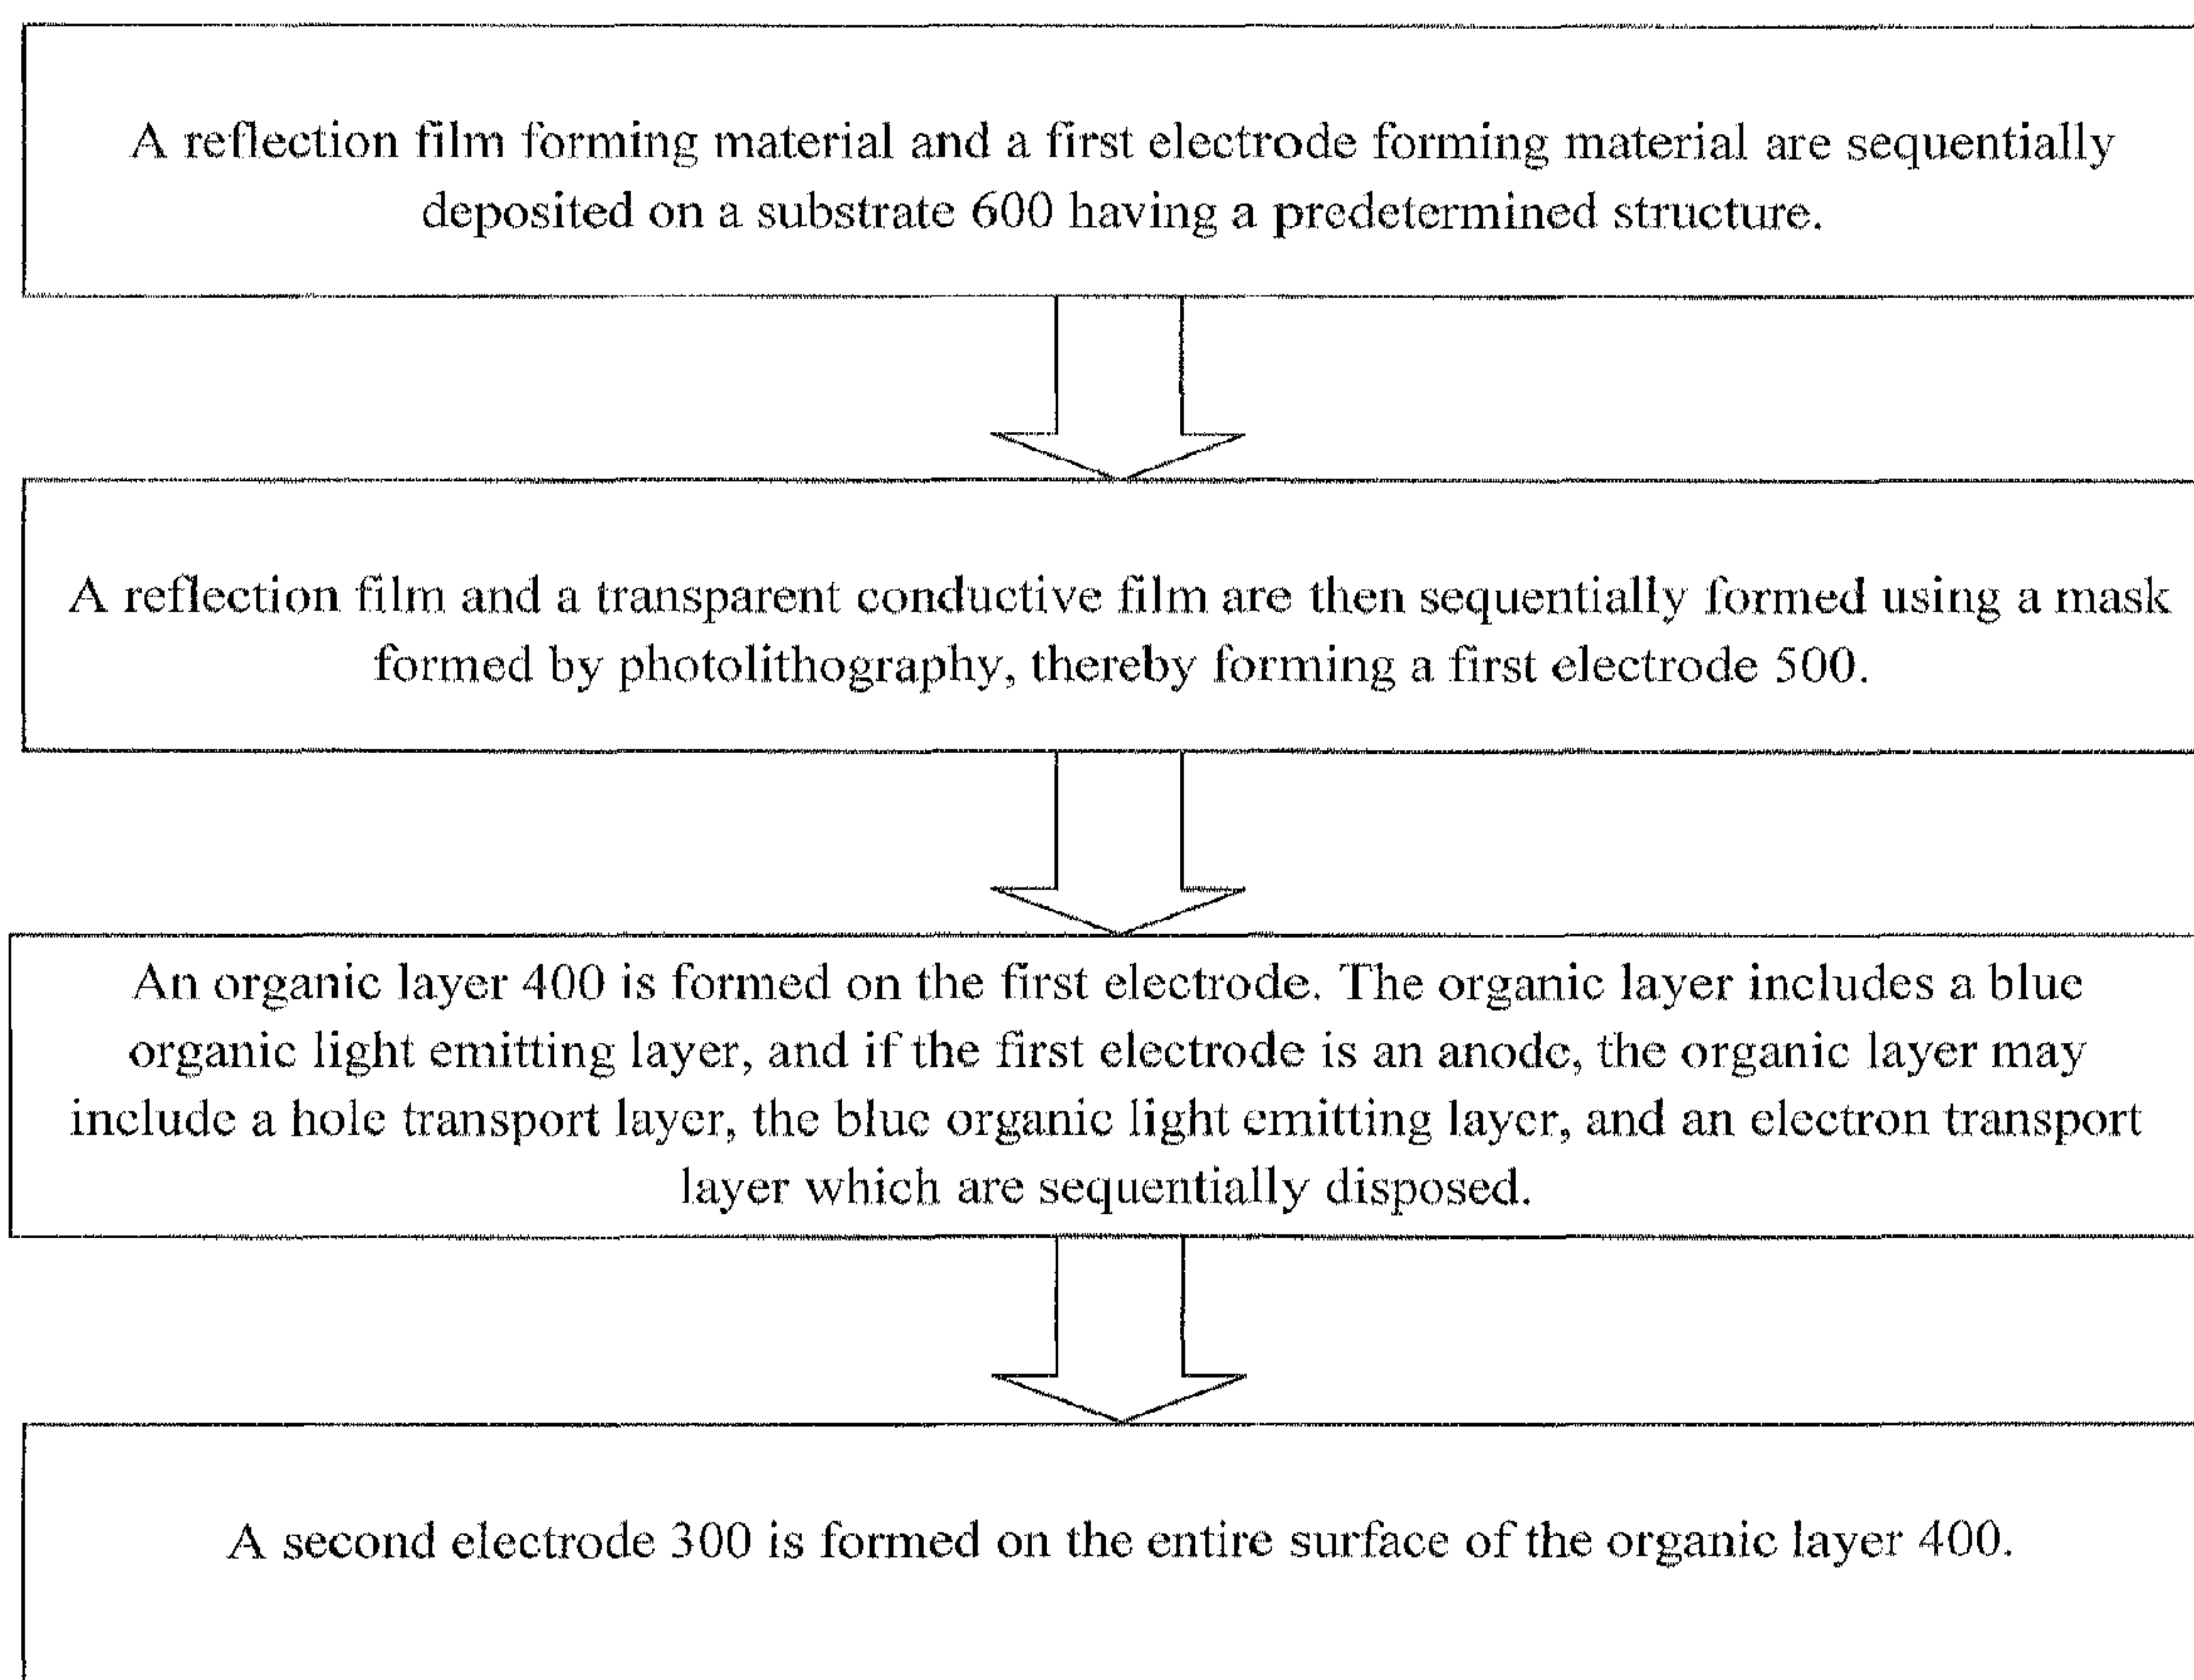 A reflection film forming material and a first electrode forming material are sequentially
deposited on a substrate 600 having a predetermined structure.
A reflection film and a transparent conductive film are then sequentially formed using a mask
formed by photolithography, thereby forming a first electrode 500.
An organic layer 400 is formed on the first electrode. The organic layer includes a blue
organic light emitting layer, and if the first electrode is an anode, the organic layer may
include a hole transport layer, the blue organic light emitting layer, and an electron transport
layer which are sequentially disposed.
A second electrode 300 is formed on the entire surface of the organic layer 400.